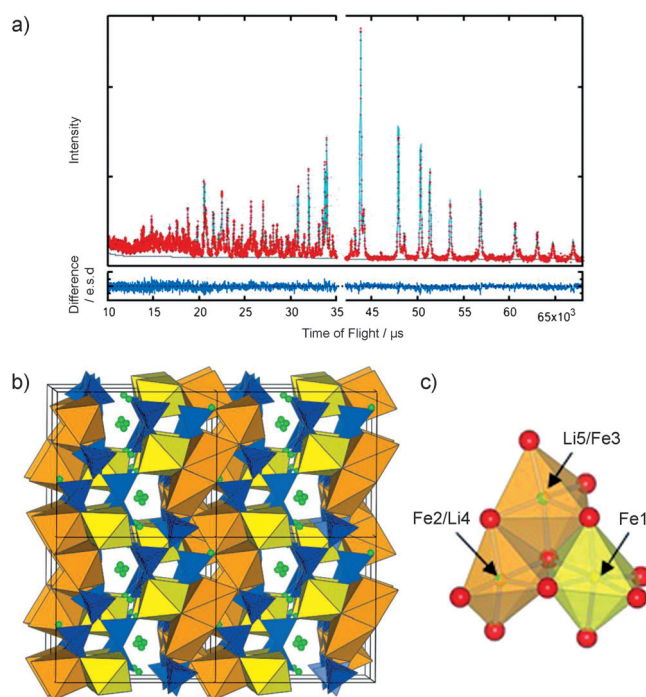 a)
Intensity
Difference
/ e.s.d
10 15 20 25 30 35 45 50 55 60 65x10³
Time of Flight / µs
b)
c)
Li5/Fe3
Fe2/Li4
Fe1